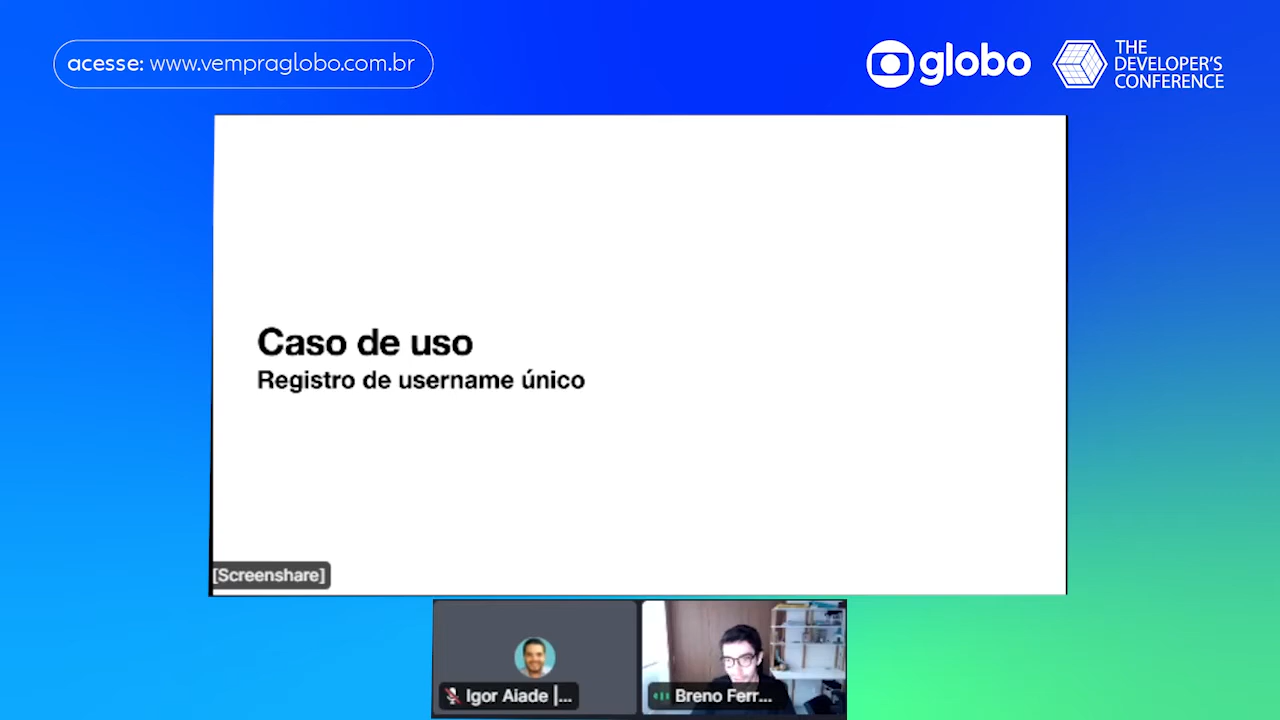 acesse: www.vempraglobo.com.br
globo
THE
DEVELOPER'S
CONFERENCE
Caso de uso
Registro de username único
[Screenshare]
Igor Aiade |...
Breno Ferr...